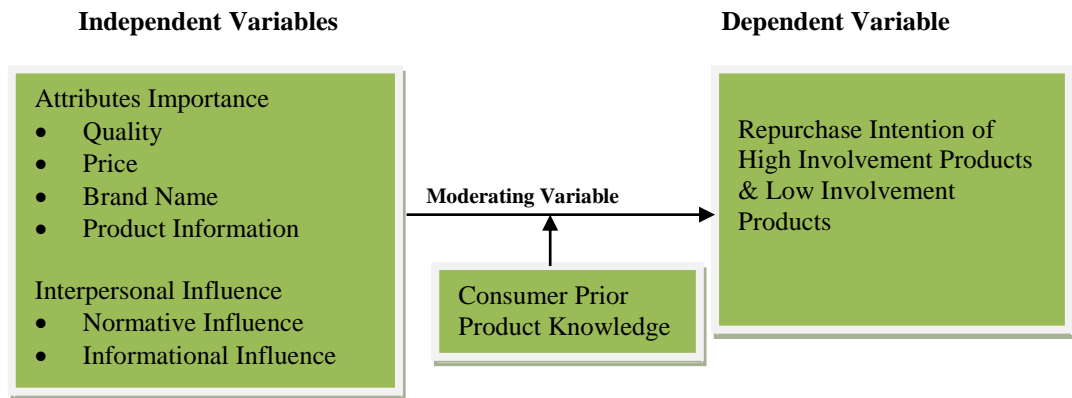 Independent Variables
Dependent Variable
Attributes Importance
• Quality
• Price
• Brand Name
• Product Information
Interpersonal Influence
• Normative Influence
• Informational Influence
Moderating Variable
Consumer Prior
Product Knowledge
Repurchase Intention of
High Involvement Products
& Low Involvement
Products